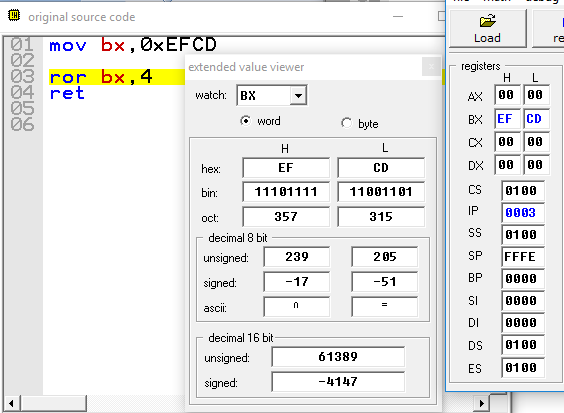 original source code
01 mov bx,0xEFCD
02
03 ror bx,4
04 ret
05
06
extended value viewer
watch: BX
word byte
H L
hex: EF CD
bin: 11101111 11001101
oct: 357 315
decimal 8 bit
unsigned: 239 205
signed: -17 -51
ascii: ∩ =
decimal 16 bit
unsigned: 61389
signed: -4147
Load
registers
H L
AX 00 00
BX EF CD
CX 00 00
DX 00 00
CS 0100
IP 0003
SS 0100
SP FFFE
BP 0000
SI 0000
DI 0000
DS 0100
ES 0100